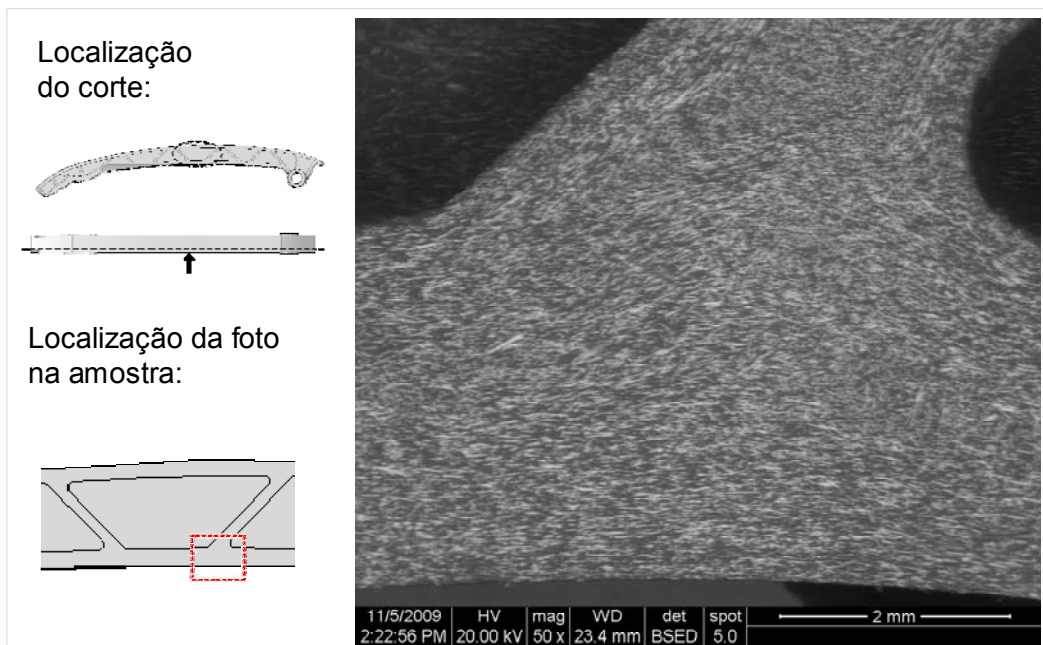 Localização
do corte:
Localização da foto
na amostra:
11/5/2009 HV mag WD det spot
2:22:56 PM 20.00 kV 50 x 23.4 mm BSED 5.0
2 mm